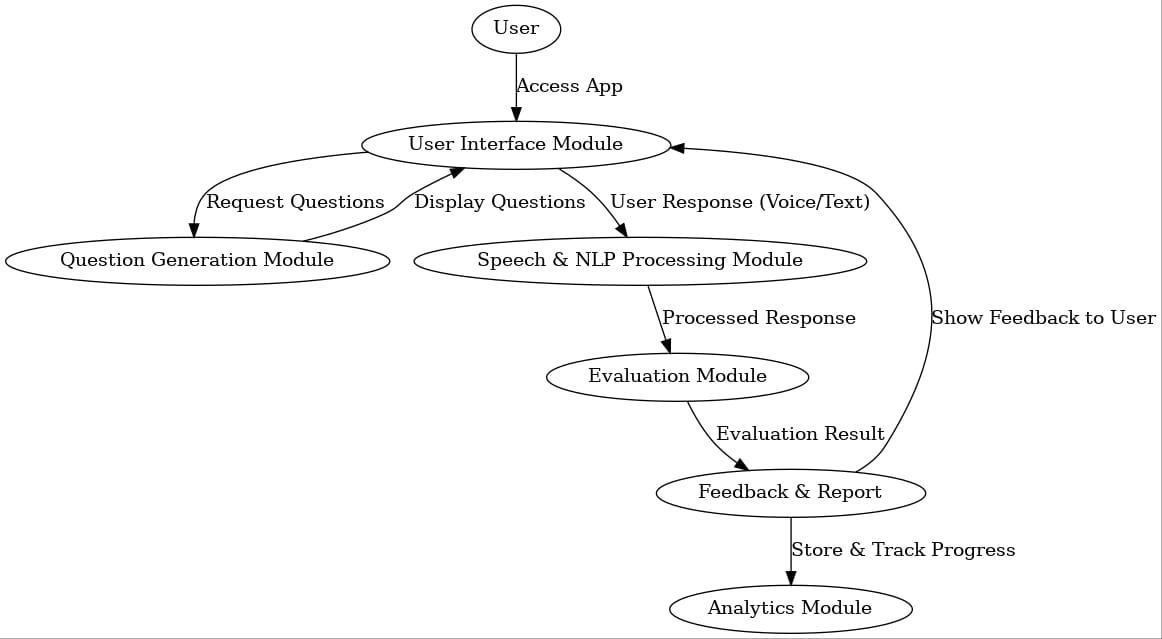 User
Access App
User Interface Module
Request Questions
Display Questions
User Response (Voice/Text)
Question Generation Module
Speech & NLP Processing Module
Processed Response
Show Feedback to User
Evaluation Module
Evaluation Result
Feedback & Report
Store & Track Progress
Analytics Module